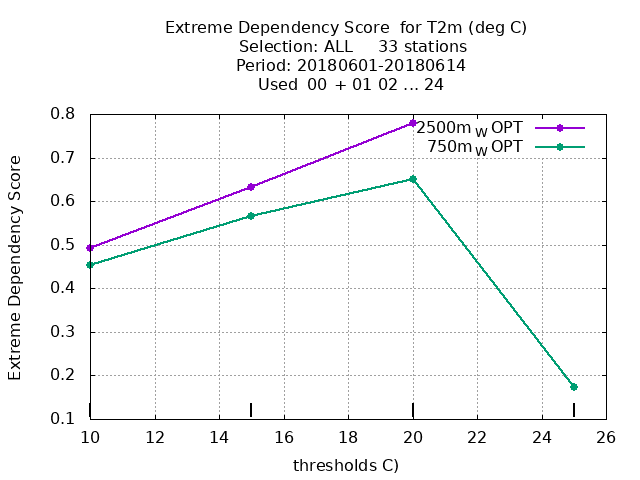 Extreme Dependency Score  for T2m (deg C)
Selection: ALL     33 stations
Period: 20180601-20180614
Used  00  + 01 02 ... 24
2500m W OPT
750m W OPT
Extreme Dependency Score
0.8
0.7
0.6
0.5
0.4
0.3
0.2
0.1
10 12 14 16 18 20 22 24 26
thresholds C)